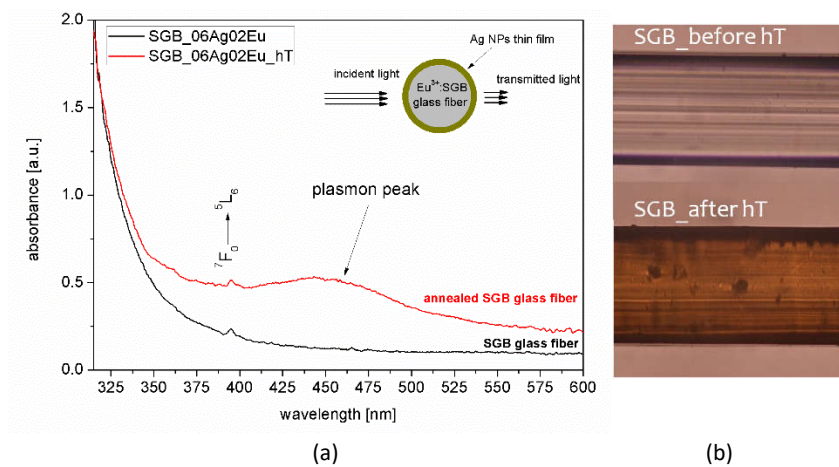 2.0
SGB_06Ag02Eu
SGB_06Ag02Eu_hT
Ag NPs thin film
incident light
transmitted light
Eu³⁺:SGB
glass fiber
1.5
absorbance [a.u.]
1.0
⁷F₀ ⁵L₆
plasmon peak
0.5
annealed SGB glass fiber
SGB glass fiber
0.0
325 350 375 400 425 450 475 500 525 550 575 600
wavelength [nm]
(a)
SGB_before hT
SGB_after hT
(b)